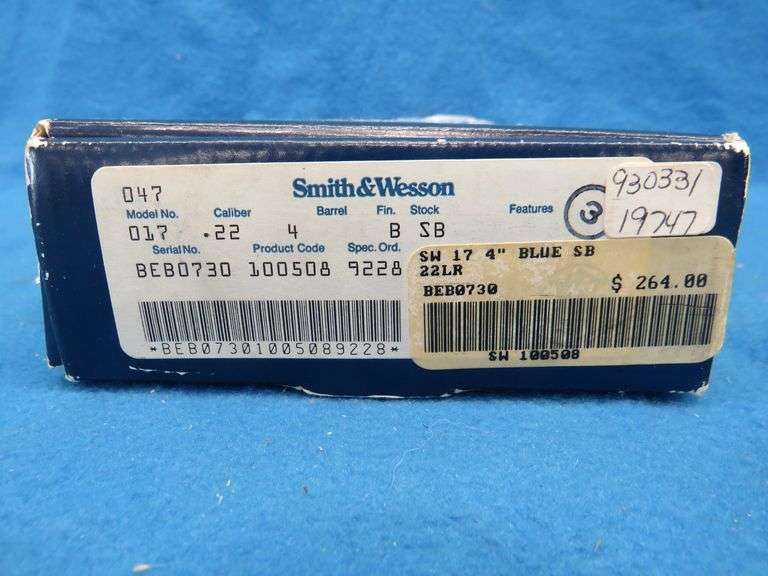 047
Smith&Wesson
Model No. Caliber Barrel Fin. Stock Features
017 .22 4 B SB
3
Serial No. Product Code Spec. Ord.
BEB0730 100508 9228
*BEB07301005089228*
930331
19747
SW 17 4" BLUE SB
22LR
BEB0730 $ 264.00
SW 100508